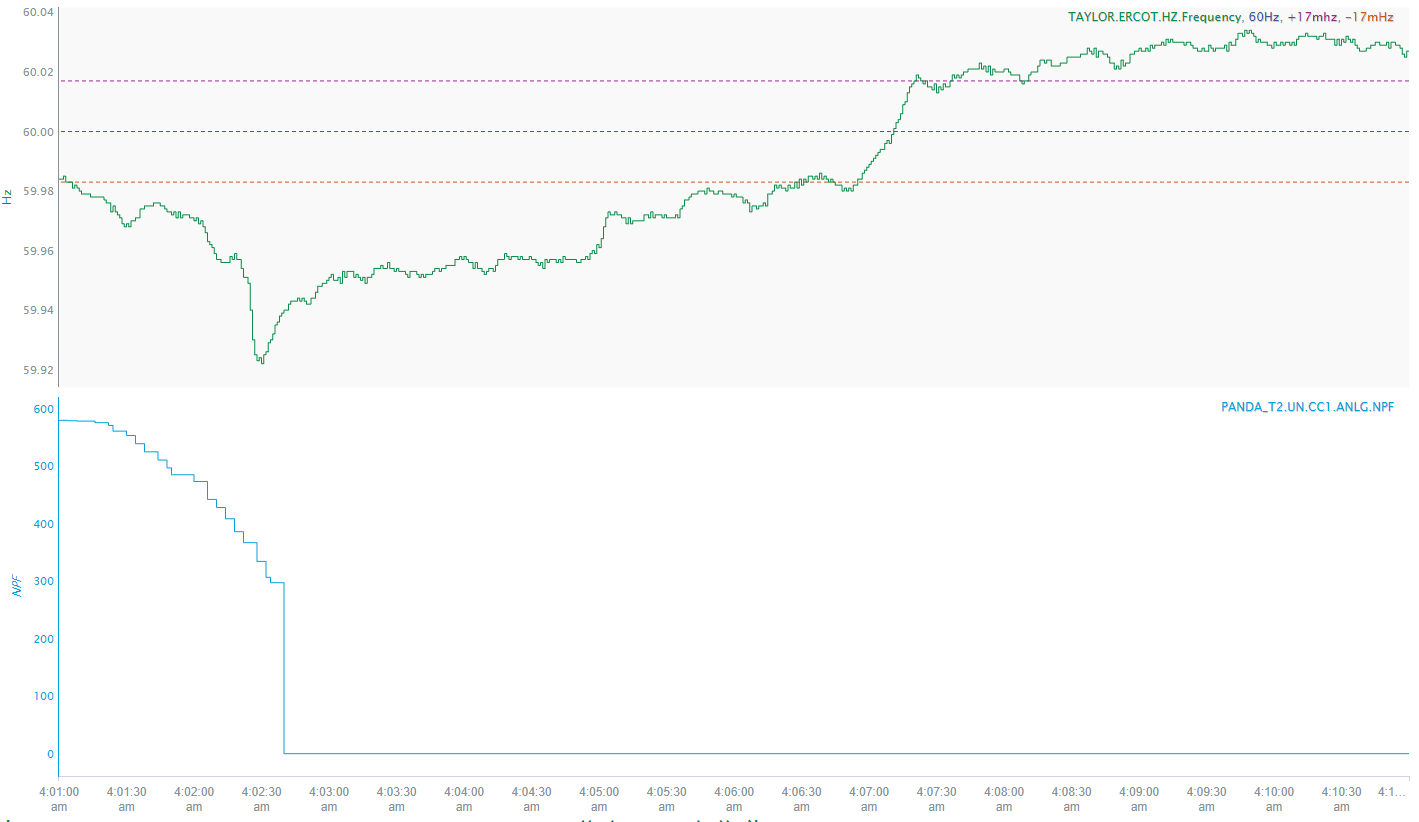 TAYLOR.ERCOT.HZ.Frequency, 60Hz, +17mhz, -17mHz
60.04
60.02
60.00
59.98
59.96
59.94
59.92
Hz
PANDA_T2.UN.CC1.ANLG.NPF
600
500
400
300
200
100
0
NPF
4:01:00 am
4:01:30 am
4:02:00 am
4:02:30 am
4:03:00 am
4:03:30 am
4:04:00 am
4:04:30 am
4:05:00 am
4:05:30 am
4:06:00 am
4:06:30 am
4:07:00 am
4:07:30 am
4:08:00 am
4:08:30 am
4:09:00 am
4:09:30 am
4:10:00 am
4:10:30 am
4:1...